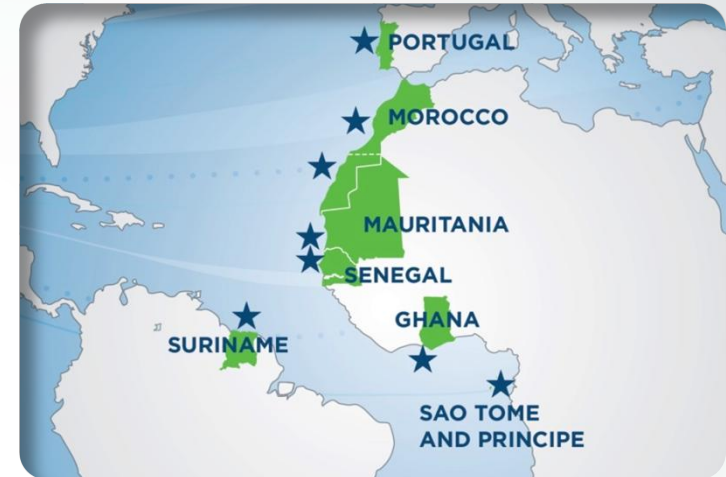 PORTUGAL
MOROCCO
MAURITANIA
SENEGAL
GHANA
SURINAME
SAO TOME
AND PRINCIPE